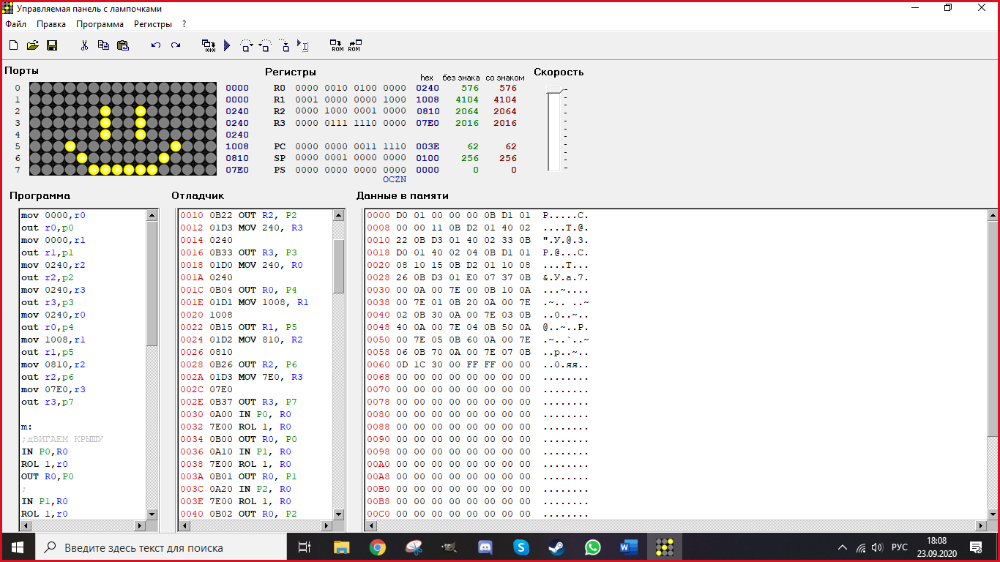 Управляемая панель с лампочками
Файл Правка Программа Регистры ?
ROM ROM
Порты
0 0000
1 0000
2 0240
3 0240
4 0240
5 1008
6 0810
7 07E0
Регистры
hex без знака со знаком
R0 0000 0010 0100 0000 0240 576 576
R1 0001 0000 0000 1000 1008 4104 4104
R2 0000 1000 0001 0000 0810 2064 2064
R3 0000 0111 1110 0000 07E0 2016 2016
PC 0000 0000 0011 1110 003E 62 62
SP 0000 0001 0000 0000 0100 256 256
PS 0000 0000 0000 0000 0000 0 0
OCZN
Скорость
Программа
mov 0000,r0
out r0,p0
mov 0000,r1
out r1,p1
mov 0240,r2
out r2,p2
mov 0240,r3
out r3,p3
mov 0240,r0
out r0,p4
mov 1008,r1
out r1,p5
mov 0810,r2
out r2,p6
mov 07E0,r3
out r3,p7
m:
;дВИГАЕМ КРЫШУ
IN P0,R0
ROL 1,r0
OUT R0,P0
;
IN P1,R0
ROL 1,r0
Отладчик
0010 0B22 OUT R2, P2
0012 01D3 MOV 240, R3
0014 0240
0016 0B33 OUT R3, P3
0018 01D0 MOV 240, R0
001A 0240
001C 0B04 OUT R0, P4
001E 01D1 MOV 1008, R1
0020 1008
0022 0B15 OUT R1, P5
0024 01D2 MOV 810, R2
0026 0810
0028 0B26 OUT R2, P6
002A 01D3 MOV 7E0, R3
002C 07E0
002E 0B37 OUT R3, P7
0030 0A00 IN P0, R0
0032 7E00 ROL 1, R0
0034 0B00 OUT R0, P0
0036 0A10 IN P1, R0
0038 7E00 ROL 1, R0
003A 0B01 OUT R0, P1
003C 0A20 IN P2, R0
003E 7E00 ROL 1, R0
0040 0B02 OUT R0, P2
Данные в памяти
0000 D0 01 00 00 00 0B D1 01 Р.....С.
0008 00 00 11 0B D2 01 40 02 ....Т.@.
0010 22 0B D3 01 40 02 33 0B ".У.@.3.
0018 D0 01 40 02 04 0B D1 01 Р.@...С.
0020 08 10 15 0B D2 01 10 08 ....Т...
0028 26 0B D3 01 E0 07 37 0B &.У.а.7.
0030 00 0A 00 7E 00 0B 10 0A ...~....
0038 00 7E 01 0B 20 0A 00 7E .~.. ..~
0040 02 0B 30 0A 00 7E 03 0B ..0..~..
0048 40 0A 00 7E 04 0B 50 0A @..~..P.
0050 00 7E 05 0B 60 0A 00 7E .~..`..~
0058 06 0B 70 0A 00 7E 07 0B ..p..~..
0060 0D 1C 30 00 FF FF 00 00 ..0.яя..
0068 00 00 00 00 00 00 00 00 ........
0070 00 00 00 00 00 00 00 00 ........
0078 00 00 00 00 00 00 00 00 ........
0080 00 00 00 00 00 00 00 00 ........
0088 00 00 00 00 00 00 00 00 ........
0090 00 00 00 00 00 00 00 00 ........
0098 00 00 00 00 00 00 00 00 ........
00A0 00 00 00 00 00 00 00 00 ........
00A8 00 00 00 00 00 00 00 00 ........
00B0 00 00 00 00 00 00 00 00 ........
00B8 00 00 00 00 00 00 00 00 ........
00C0 00 00 00 00 00 00 00 00 ........
Введите здесь текст для поиска
РУС
18:08
23.09.2020